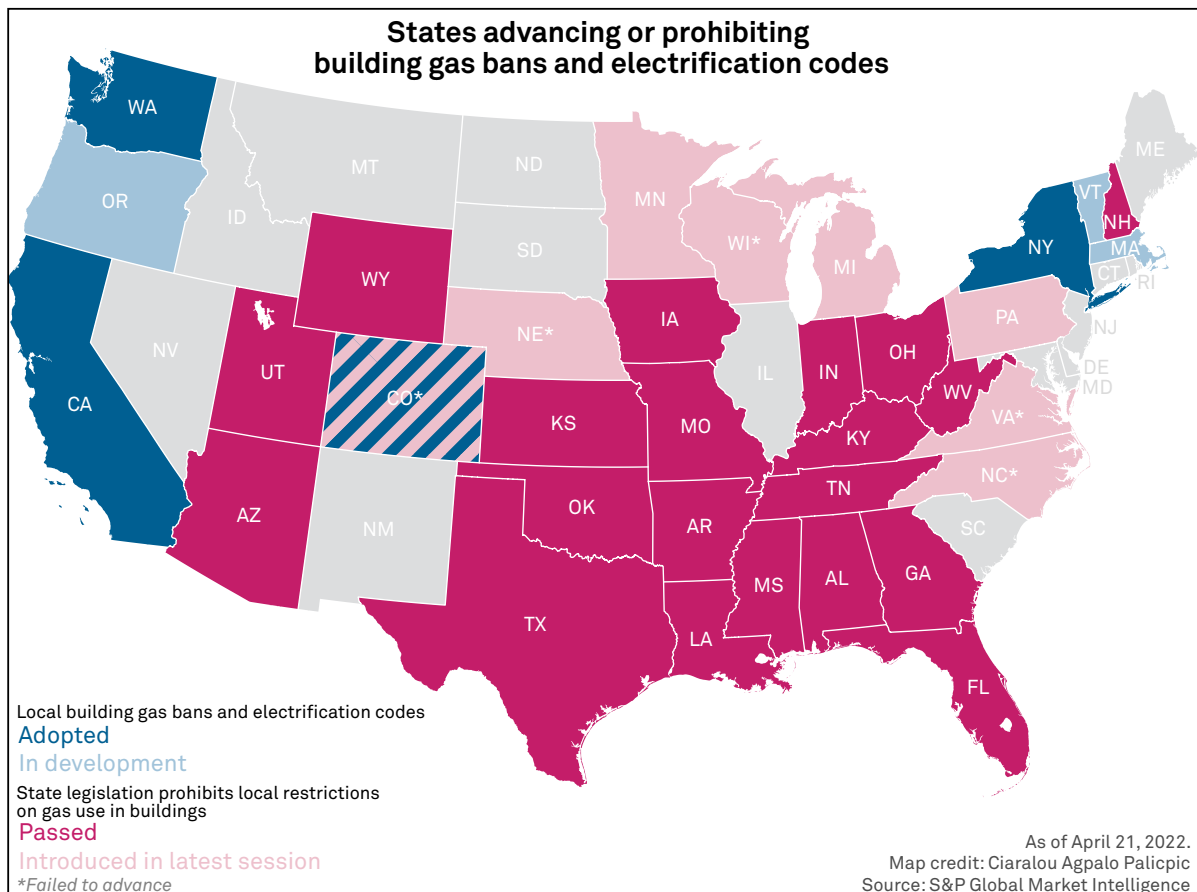 States advancing or prohibiting
building gas bans and electrification codes
WA
MT
ND
MN
ME
OR
ID
SD
WI*
MI
VT
NH
NY
MA
CT
RI
WY
IA
NE*
PA
NJ
NV
UT
CO*
IL
IN
OH
DE
MD
CA
KS
MO
WV
VA*
KY
NC*
TN
AZ
NM
OK
AR
SC
TX
MS
AL
GA
LA
FL
Local building gas bans and electrification codes
Adopted
In development
State legislation prohibits local restrictions
on gas use in buildings
Passed
Introduced in latest session
*Failed to advance
As of April 21, 2022.
Map credit: Ciaralou Agpalo Palicpic
Source: S&P Global Market Intelligence